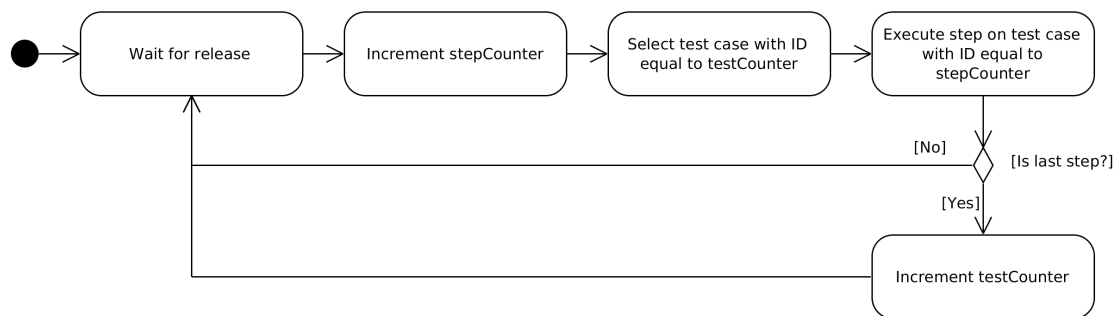 Wait for release
Increment stepCounter
Select test case with ID
equal to testCounter
Execute step on test case
with ID equal to
stepCounter
[No]
[Is last step?]
[Yes]
Increment testCounter